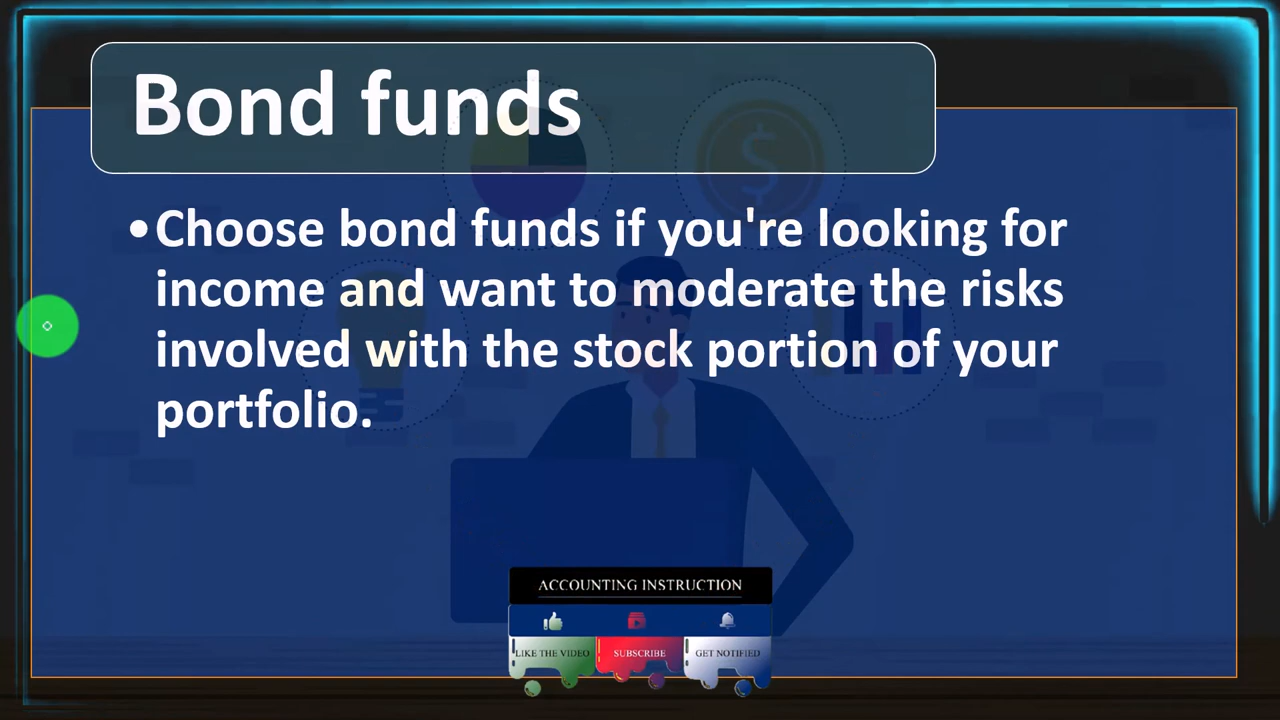 Bond funds
•Choose bond funds if you're looking for
income and want to moderate the risks
involved with the stock portion of your
portfolio.
ACCOUNTING INSTRUCTION
LIKE THE VIDEO SUBSCRIBE GET NOTIFIED